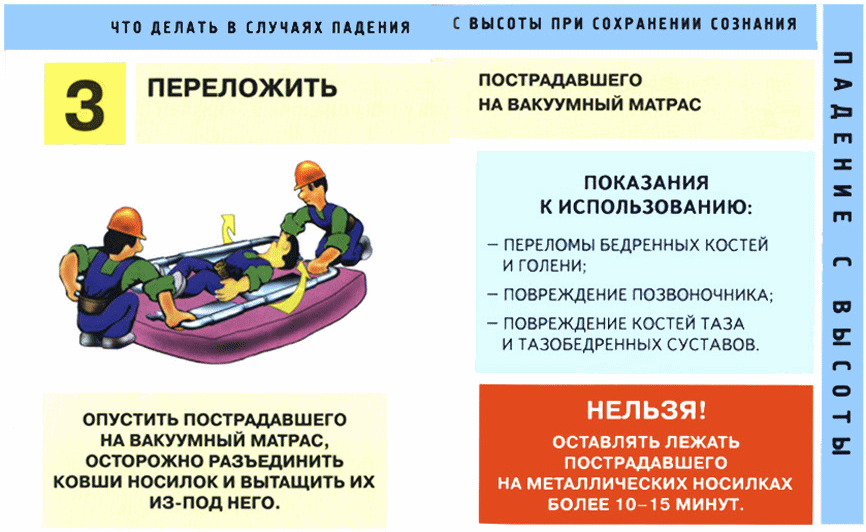 ЧТО ДЕЛАТЬ В СЛУЧАЯХ ПАДЕНИЯ С ВЫСОТЫ ПРИ СОХРАНЕНИИ СОЗНАНИЯ
3 ПЕРЕЛОЖИТЬ
ПОСТРАДАВШЕГО
НА ВАКУУМНЫЙ МАТРАС
ПОКАЗАНИЯ
К ИСПОЛЬЗОВАНИЮ:
– ПЕРЕЛОМЫ БЕДРЕННЫХ КОСТЕЙ
И ГОЛЕНИ;
– ПОВРЕЖДЕНИЕ ПОЗВОНОЧНИКА;
– ПОВРЕЖДЕНИЕ КОСТЕЙ ТАЗА
И ТАЗОБЕДРЕННЫХ СУСТАВОВ.
ОПУСТИТЬ ПОСТРАДАВШЕГО
НА ВАКУУМНЫЙ МАТРАС,
ОСТОРОЖНО РАЗЪЕДИНИТЬ
КОВШИ НОСИЛОК И ВЫТАЩИТЬ ИХ
ИЗ-ПОД НЕГО.
НЕЛЬЗЯ!
ОСТАВЛЯТЬ ЛЕЖАТЬ
ПОСТРАДАВШЕГО
НА МЕТАЛЛИЧЕСКИХ НОСИЛКАХ
БОЛЕЕ 10–15 МИНУТ.
ПАДЕНИЕ С ВЫСОТЫ